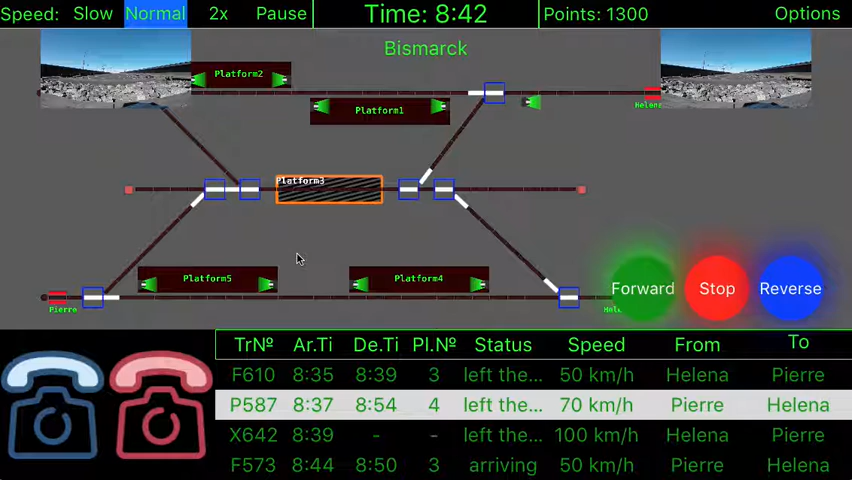 Speed: Slow Normal 2x Pause Time: 8:42 Points: 1300 Options
Bismarck
Platform2
Platform1
Helena
Platform3
Platform5
Platform4
Pierre
Forward Stop Reverse
TrNº Ar.Ti De.Ti Pl.Nº Status Speed From To
F610 8:35 8:39 3 left the... 50 km/h Helena Pierre
P587 8:37 8:54 4 left the... 70 km/h Pierre Helena
X642 8:39 - - left the... 100 km/h Helena Pierre
F573 8:44 8:50 3 arriving 50 km/h Pierre Helena